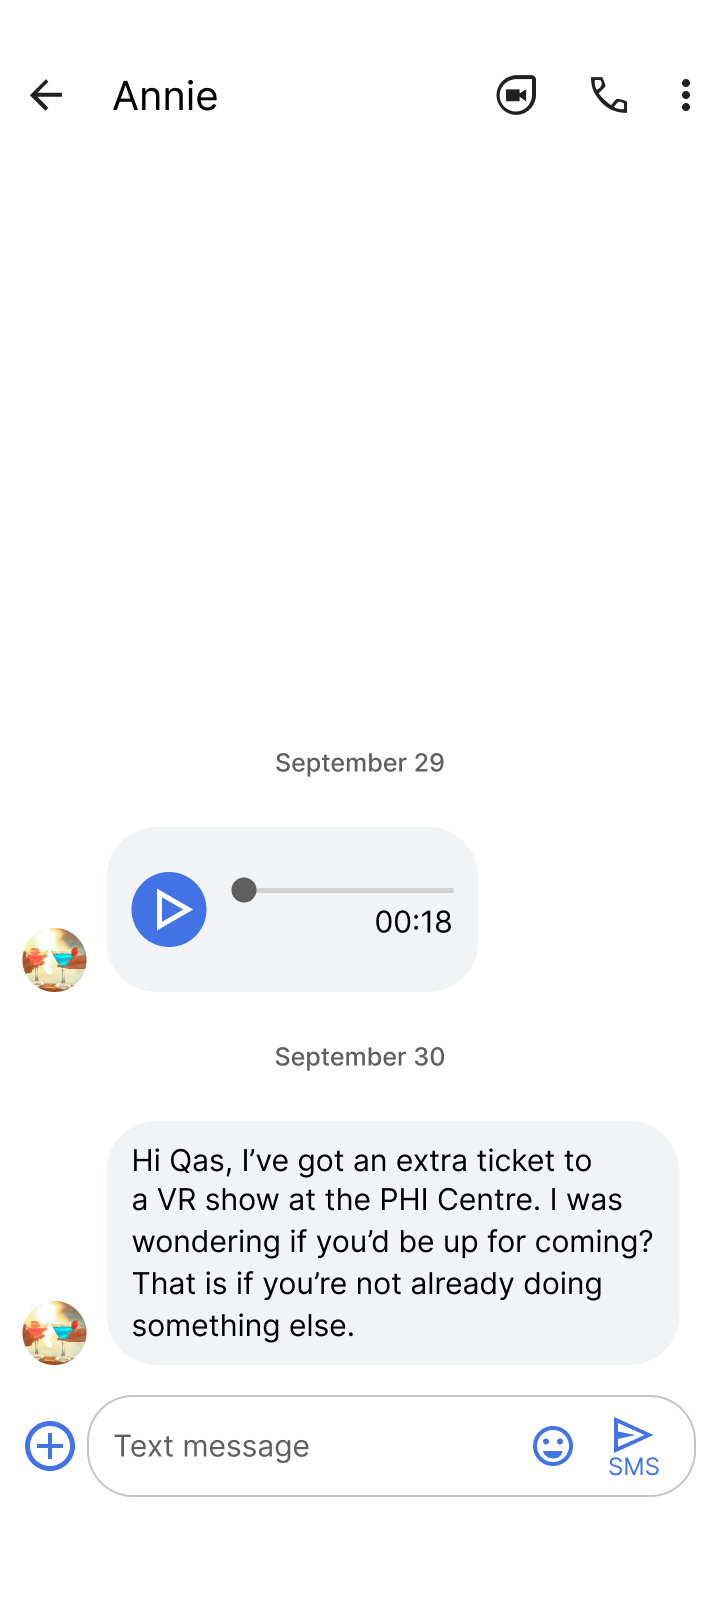 Annie
September 29
00:18
September 30
Hi Qas, I’ve got an extra ticket to
a VR show at the PHI Centre. I was
wondering if you’d be up for coming?
That is if you’re not already doing
something else.
Text message
SMS